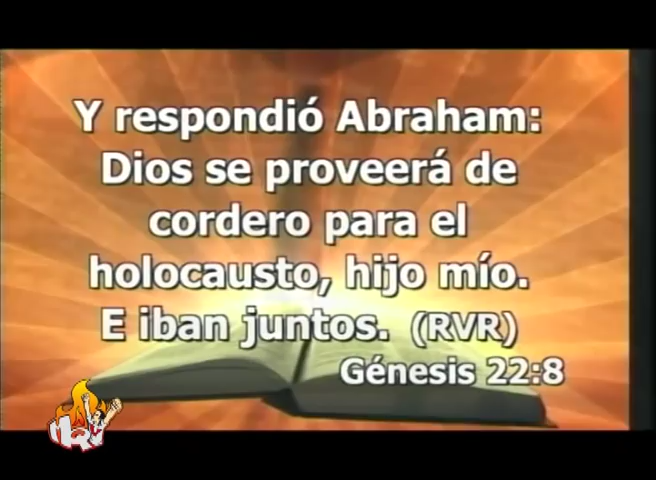 Y respondió Abraham:
Dios se proveerá de
cordero para el
holocausto, hijo mío.
E iban juntos. (RVR)
Génesis 22:8